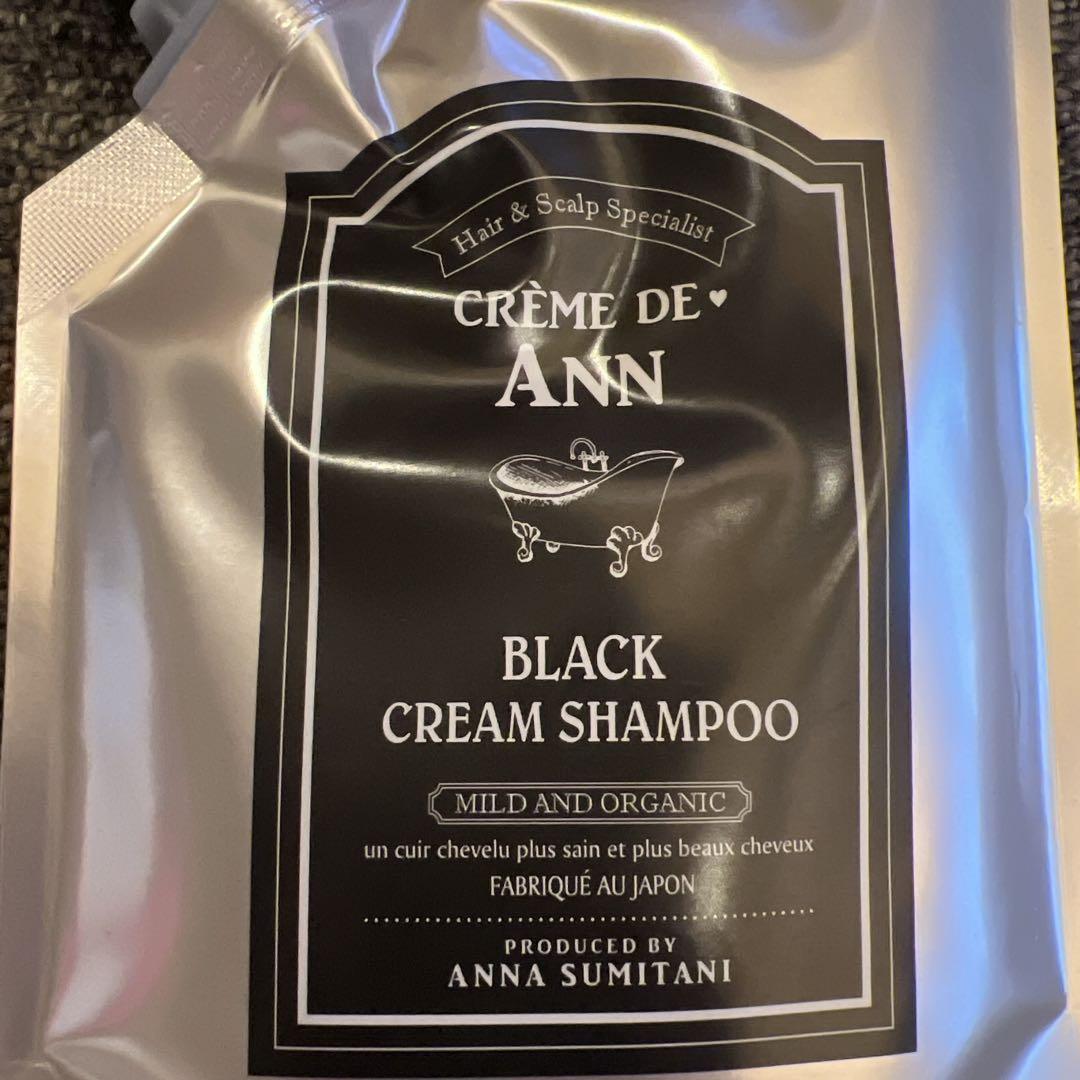 Hair & Scalp Specialist
CRÈME DE ♥
ANN
BLACK
CREAM SHAMPOO
MILD AND ORGANIC
un cuir chevelu plus sain et plus beaux cheveux
FABRIQUÉ AU JAPON
PRODUCED BY
ANNA SUMITANI